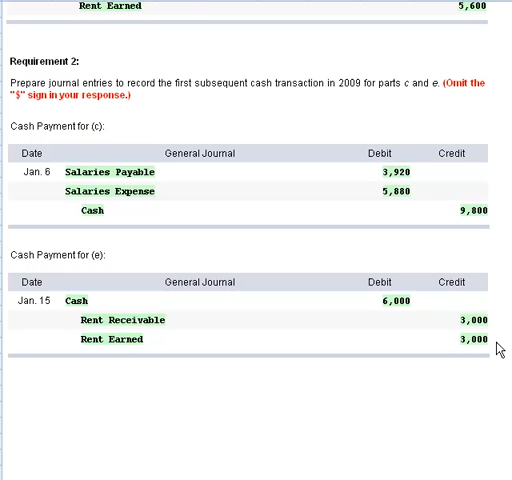 Rent Earned 5,600
Requirement 2:
Prepare journal entries to record the first subsequent cash transaction in 2009 for parts c and e. (Omit the
"$" sign in your response.)
Cash Payment for (c):
Date General Journal Debit Credit
Jan. 6 Salaries Payable 3,920
Salaries Expense 5,880
Cash 9,800
Cash Payment for (e):
Date General Journal Debit Credit
Jan. 15 Cash 6,000
Rent Receivable 3,000
Rent Earned 3,000